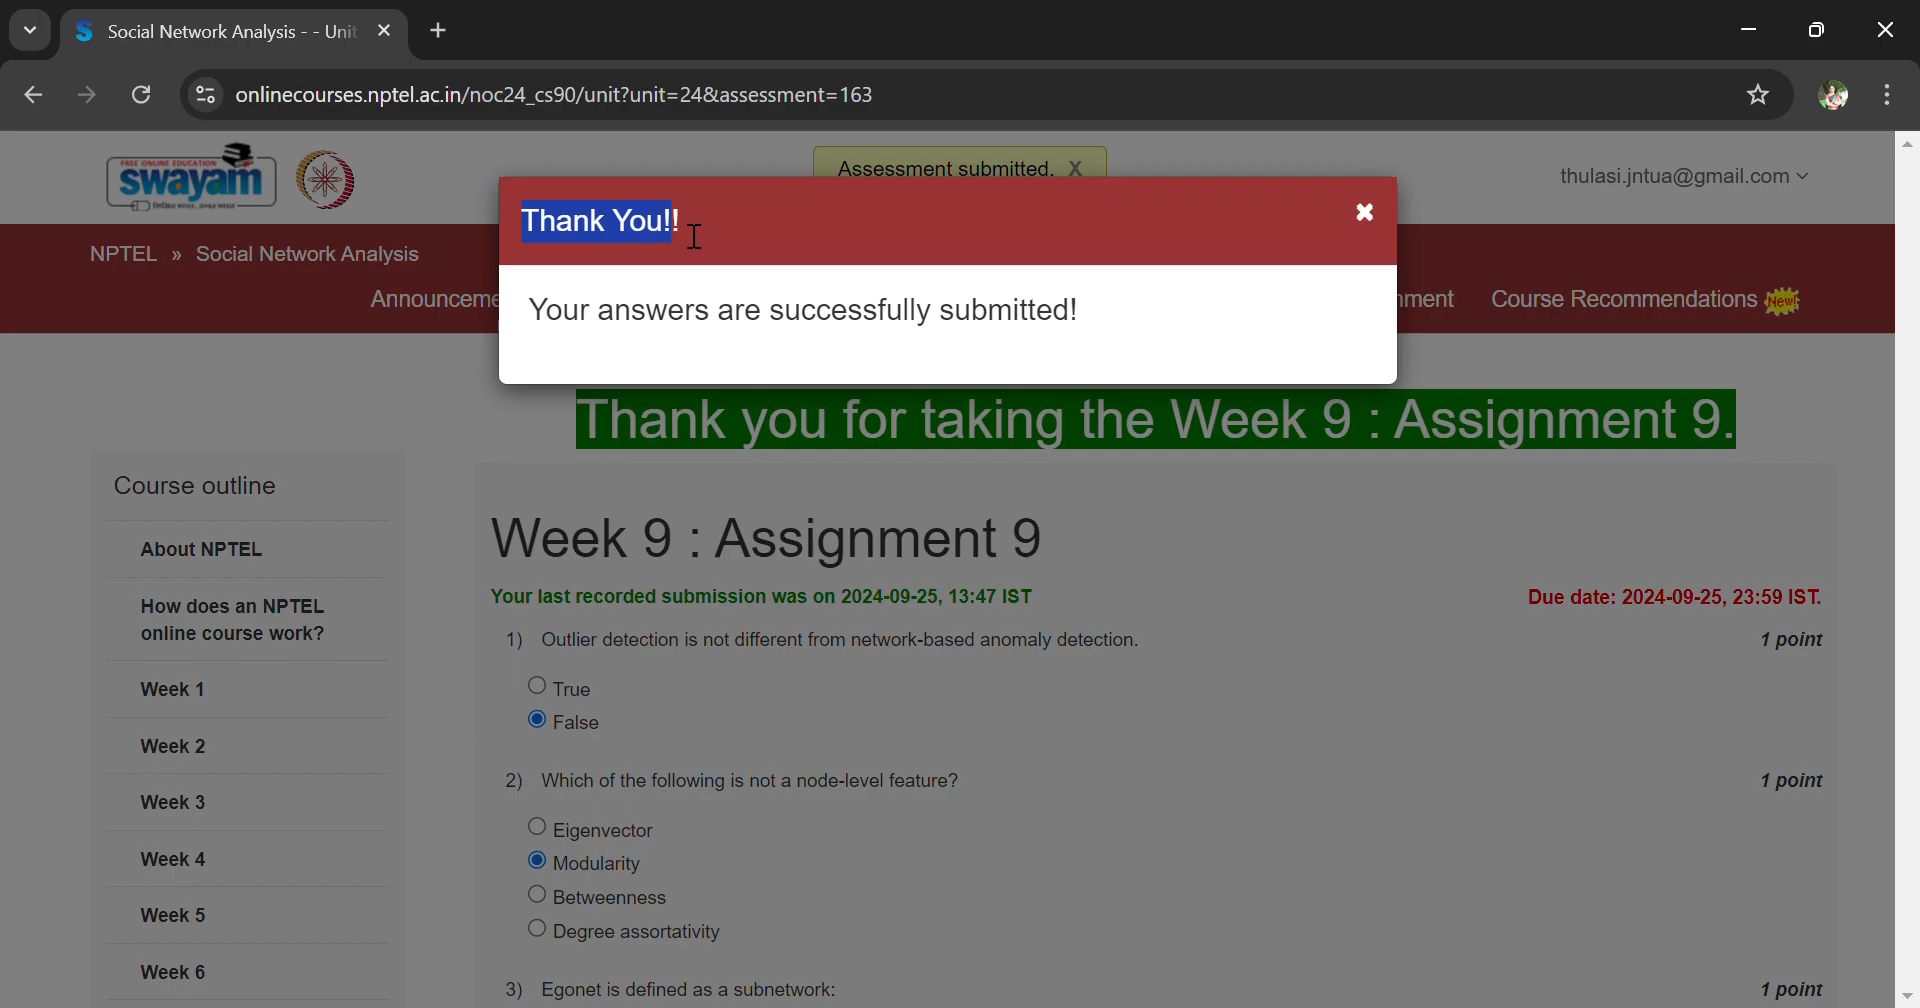 Social Network Analysis - - Unit
onlinecourses.nptel.ac.in/noc24_cs90/unit?unit=24&assessment=163
FREE ONLINE EDUCATION
swayam
Assessment submitted. X
thulasi.jntua@gmail.com
Thank You!!
NPTEL » Social Network Analysis
Your answers are successfully submitted!
Announceme
nment
Course Recommendations New!
Thank you for taking the Week 9 : Assignment 9.
Course outline
About NPTEL
How does an NPTEL
online course work?
Week 1
Week 2
Week 3
Week 4
Week 5
Week 6
Week 9 : Assignment 9
Your last recorded submission was on 2024-09-25, 13:47 IST
Due date: 2024-09-25, 23:59 IST.
1) Outlier detection is not different from network-based anomaly detection. 1 point
True
False
2) Which of the following is not a node-level feature? 1 point
Eigenvector
Modularity
Betweenness
Degree assortativity
3) Egonet is defined as a subnetwork: 1 point